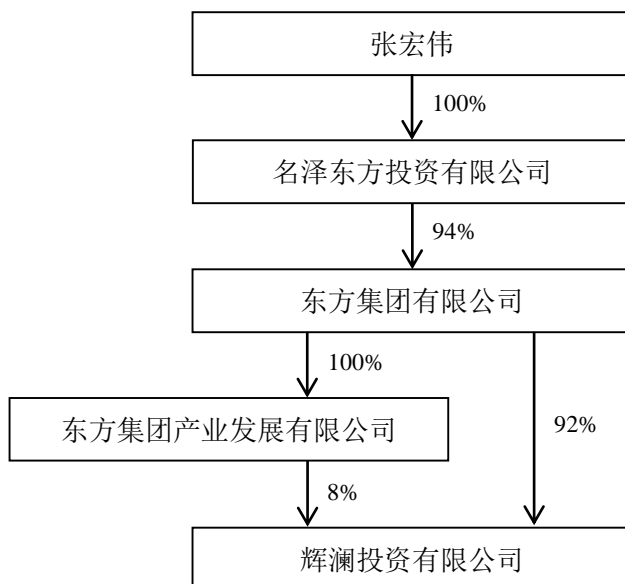 张宏伟
100%
名泽东方投资有限公司
94%
东方集团有限公司
100%
东方集团产业发展有限公司
92%
8%
辉澜投资有限公司